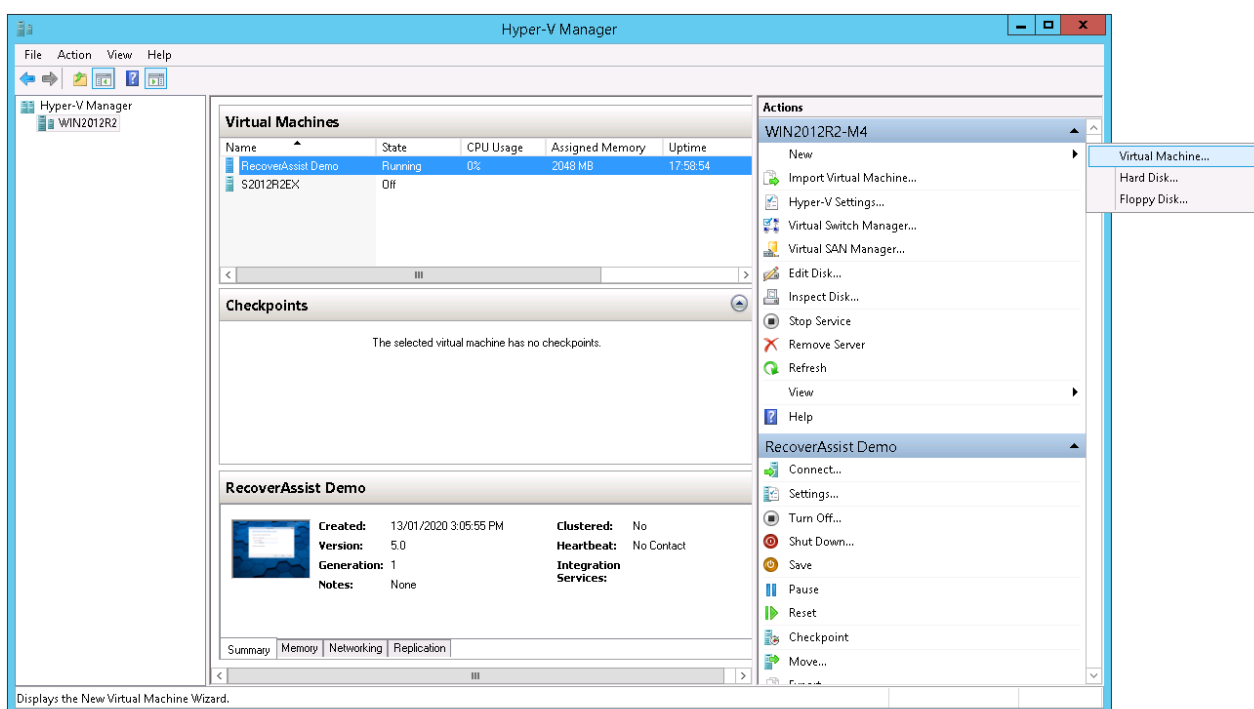 Hyper-V Manager
File Action View Help
Hyper-V Manager
WIN2012R2
Virtual Machines
Name State CPU Usage Assigned Memory Uptime
RecoverAssist Demo Running 0% 2048 MB 17:58:54
S2012R2EX Off
Checkpoints
The selected virtual machine has no checkpoints.
RecoverAssist Demo
Created: 13/01/2020 3:05:55 PM Clustered: No
Version: 5.0 Heartbeat: No Contact
Generation: 1 Integration
Services:
Notes: None
Summary Memory Networking Replication
Actions
WIN2012R2-M4
New
Import Virtual Machine...
Hyper-V Settings...
Virtual Switch Manager...
Virtual SAN Manager...
Edit Disk...
Inspect Disk...
Stop Service
Remove Server
Refresh
View
Help
RecoverAssist Demo
Connect...
Settings...
Turn Off...
Shut Down...
Save
Pause
Reset
Checkpoint
Move...
Virtual Machine...
Hard Disk...
Floppy Disk...
Displays the New Virtual Machine Wizard.